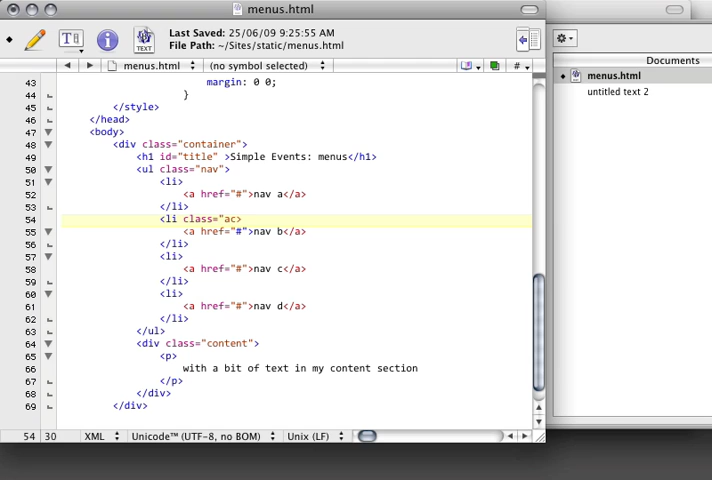 menus.html
Last Saved: 25/06/09 9:25:55 AM
File Path: ~/Sites/static/menus.html
T
TEXT
menus.html
(no symbol selected)
#
43 margin: 0 0;
44 }
45 </style>
46 </head>
47 <body>
48 <div class="container">
49 <h1 id="title" >Simple Events: menus</h1>
50 <ul class="nav">
51 <li>
52 <a href="#">nav a</a>
53 </li>
54 <li class="ac>
55 <a href="#">nav b</a>
56 </li>
57 <li>
58 <a href="#">nav c</a>
59 </li>
60 <li>
61 <a href="#">nav d</a>
62 </li>
63 </ul>
64 <div class="content">
65 <p>
66 with a bit of text in my content section
67 </p>
68 </div>
69 </div>
54 30 XML Unicode™ (UTF-8, no BOM) Unix (LF)
Documents
menus.html
untitled text 2